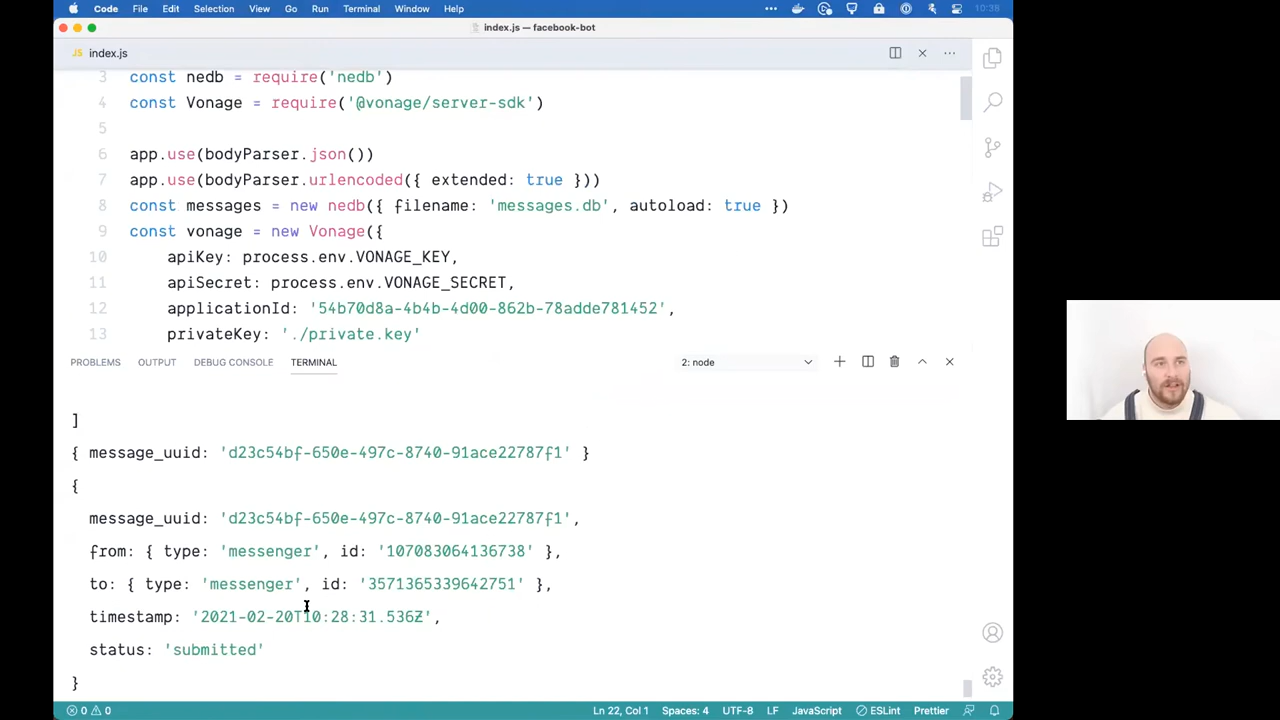 Code File Edit Selection View Go Run Terminal Window Help 10:38
index.js — facebook-bot
JS index.js
3 const nedb = require('nedb')
4 const Vonage = require('@vonage/server-sdk')
5
6 app.use(bodyParser.json())
7 app.use(bodyParser.urlencoded({ extended: true }))
8 const messages = new nedb({ filename: 'messages.db', autoload: true })
9 const vonage = new Vonage({
10 apiKey: process.env.VONAGE_KEY,
11 apiSecret: process.env.VONAGE_SECRET,
12 applicationId: '54b70d8a-4b4b-4d00-862b-78adde781452',
13 privateKey: './private.key'
PROBLEMS OUTPUT DEBUG CONSOLE TERMINAL 2: node
]
{ message_uuid: 'd23c54bf-650e-497c-8740-91ace22787f1' }
{
message_uuid: 'd23c54bf-650e-497c-8740-91ace22787f1',
from: { type: 'messenger', id: '107083064136738' },
to: { type: 'messenger', id: '3571365339642751' },
timestamp: '2021-02-20T10:28:31.536Z',
status: 'submitted'
}
0 0 Ln 22, Col 1 Spaces: 4 UTF-8 LF JavaScript ESLint Prettier